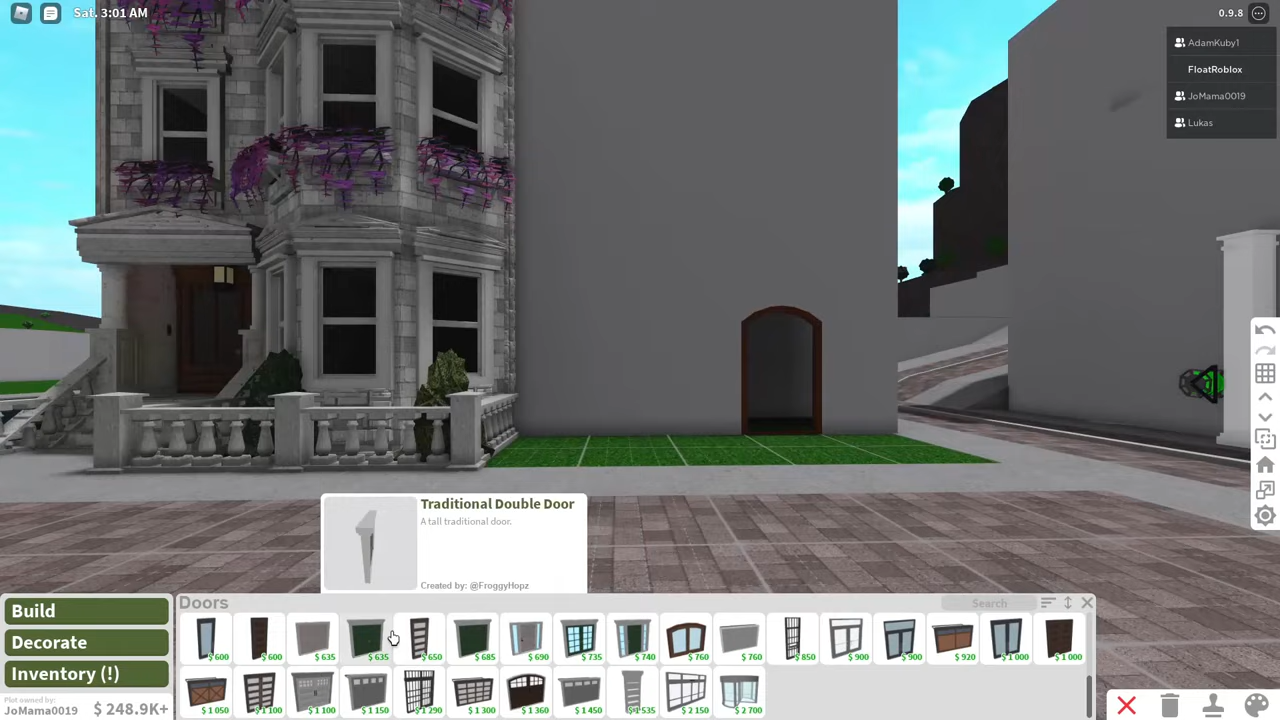 Sat. 3:01 AM
0.9.8
AdamKuby1
FloatRoblox
JoMama0019
Lukas
Traditional Double Door
A tall traditional door.
Created by: @FroggyHopz
Build
Decorate
Inventory (!)
Plot owned by:
JoMama0019
$ 248.9K+
Doors
Search
$ 600
$ 600
$ 635
$ 635
$ 650
$ 685
$ 690
$ 735
$ 740
$ 760
$ 760
$ 850
$ 900
$ 900
$ 920
$ 1 000
$ 1 000
$ 1 050
$ 1 100
$ 1 100
$ 1 150
$ 1 290
$ 1 300
$ 1 360
$ 1 450
$ 1 535
$ 2 150
$ 2 700